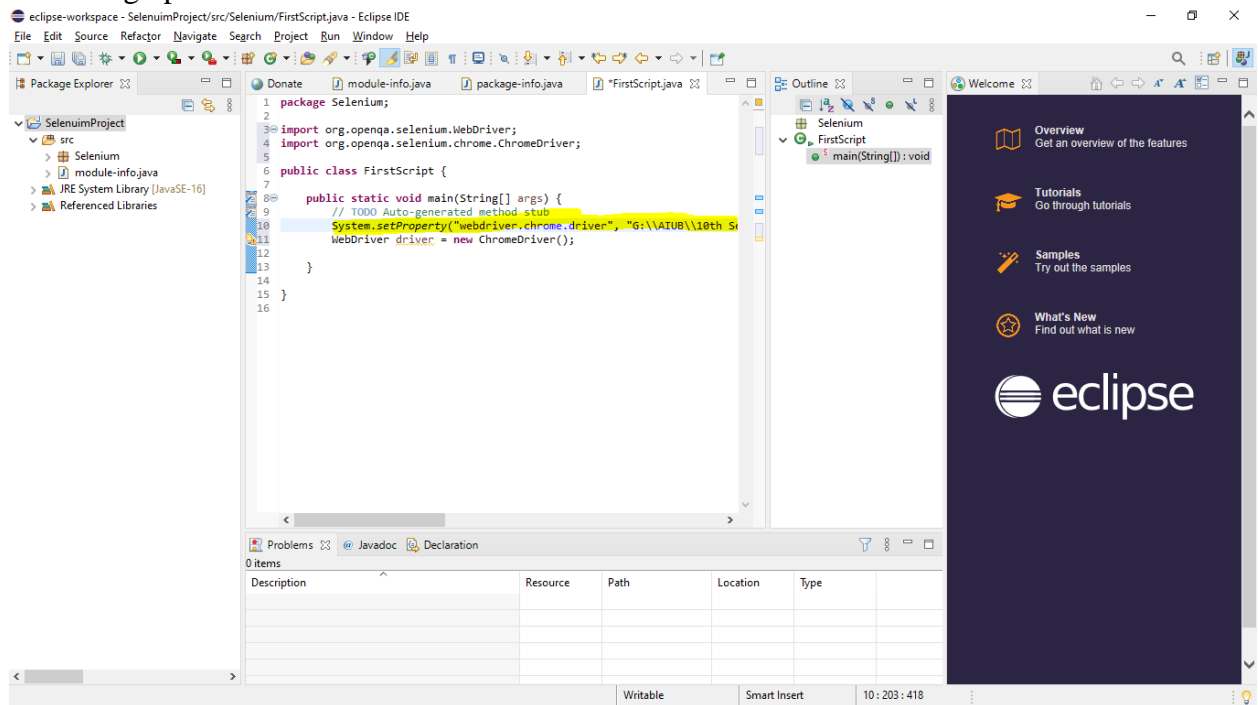 eclipse-workspace - SelenuimProject/src/Selenium/FirstScript.java - Eclipse IDE
File Edit Source Refactor Navigate Search Project Run Window Help
Package Explorer
SelenuimProject
src
Selenium
module-info.java
JRE System Library [JavaSE-16]
Referenced Libraries
Donate module-info.java package-info.java *FirstScript.java
1 package Selenium;
2
3 import org.openqa.selenium.WebDriver;
4 import org.openqa.selenium.chrome.ChromeDriver;
5
6 public class FirstScript {
7
8 public static void main(String[] args) {
9 // TODO Auto-generated method stub
10 System.setProperty("webdriver.chrome.driver", "G:\\AIUB\\10th Se
11 WebDriver driver = new ChromeDriver();
12
13 }
14
15 }
16
Outline
Selenium
FirstScript
main(String[]) : void
Welcome
Overview
Get an overview of the features
Tutorials
Go through tutorials
Samples
Try out the samples
What's New
Find out what is new
eclipse
Problems @ Javadoc Declaration
0 items
Description Resource Path Location Type
Writable Smart Insert 10 : 203 : 418